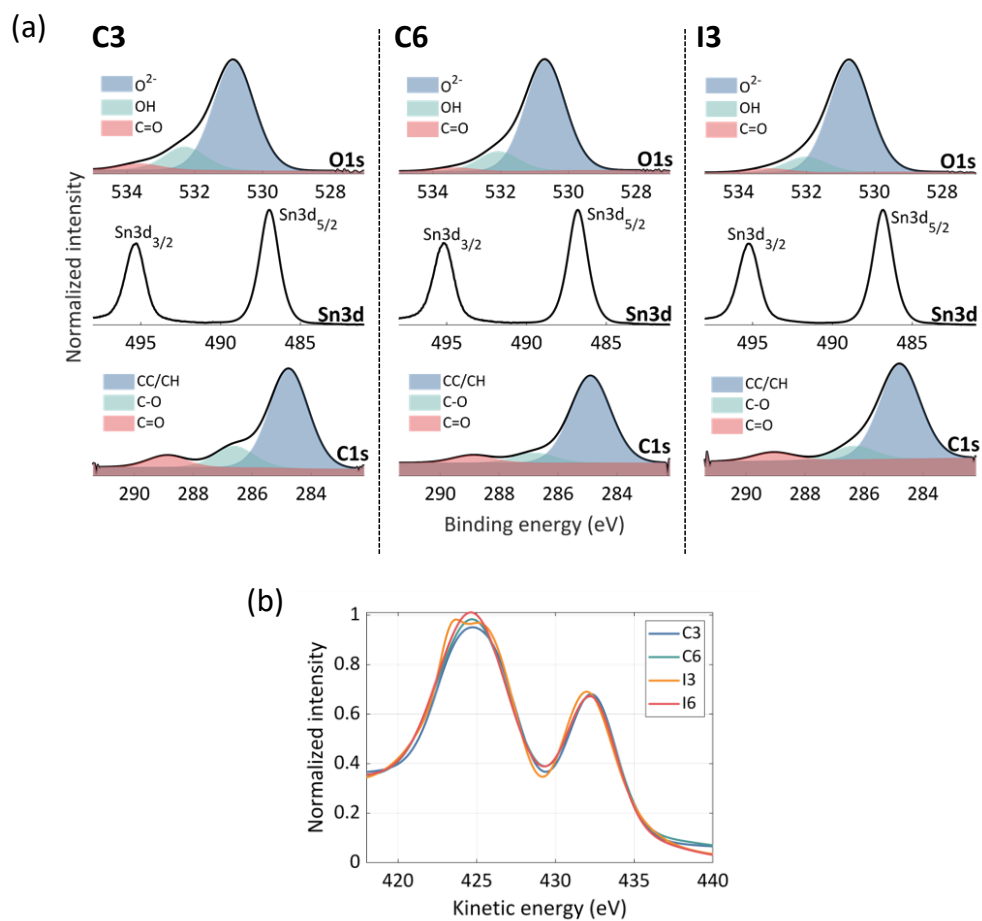 (a)
C3
C6
I3
O²⁻
OH
C=O
O1s
534 532 530 528
O²⁻
OH
C=O
O1s
534 532 530 528
O²⁻
OH
C=O
O1s
534 532 530 528
Normalized intensity
Sn3d3/2
Sn3d5/2
Sn3d
495 490 485
Sn3d3/2
Sn3d5/2
Sn3d
495 490 485
Sn3d3/2
Sn3d5/2
Sn3d
495 490 485
CC/CH
C-O
C=O
C1s
290 288 286 284
CC/CH
C-O
C=O
C1s
290 288 286 284
CC/CH
C-O
C=O
C1s
290 288 286 284
Binding energy (eV)
(b)
Normalized intensity
1
0.8
0.6
0.4
0.2
0
C3
C6
I3
I6
420 425 430 435 440
Kinetic energy (eV)